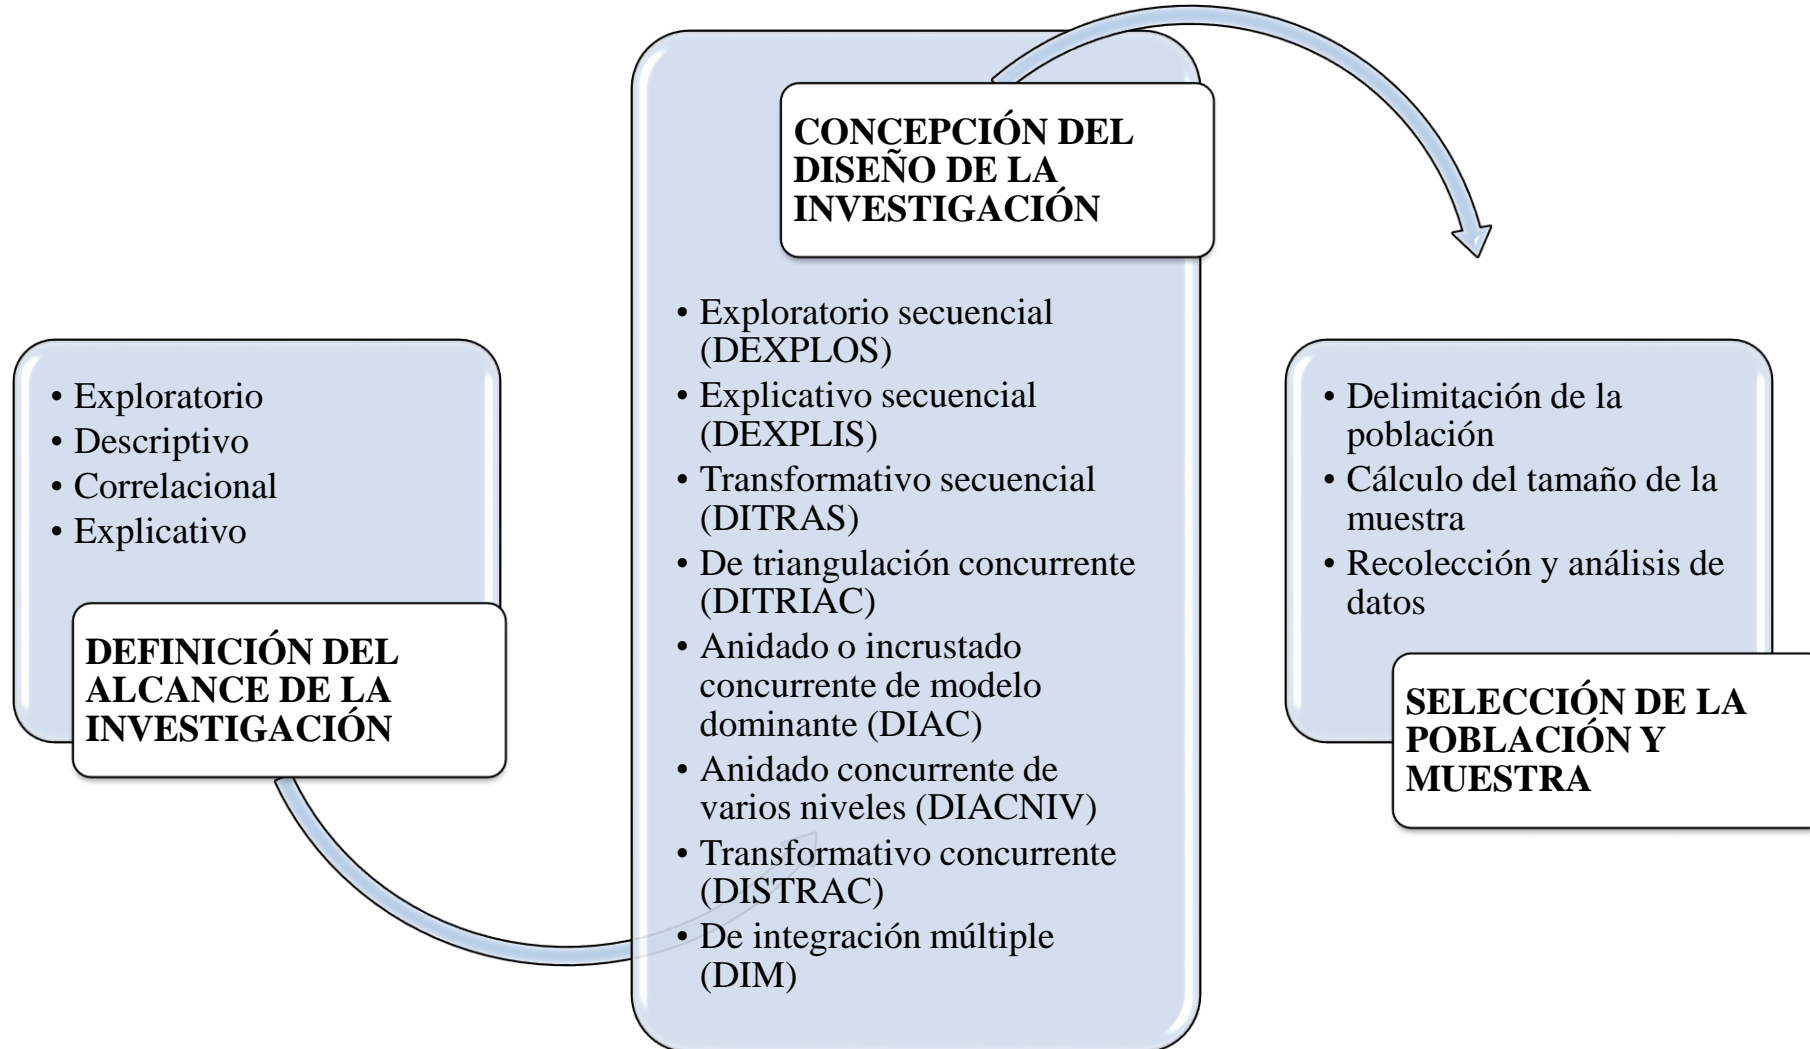 • Exploratorio
• Descriptivo
• Correlacional
• Explicativo
DEFINICIÓN DEL
ALCANCE DE LA
INVESTIGACIÓN
CONCEPCIÓN DEL
DISEÑO DE LA
INVESTIGACIÓN
• Exploratorio secuencial
(DEXPLOS)
• Explicativo secuencial
(DEXPLIS)
• Transformativo secuencial
(DITRAS)
• De triangulación concurrente
(DITRIAC)
• Anidado o incrustado
concurrente de modelo
dominante (DIAC)
• Anidado concurrente de
varios niveles (DIACNIV)
• Transformativo concurrente
(DISTRAC)
• De integración múltiple
(DIM)
• Delimitación de la
población
• Cálculo del tamaño de la
muestra
• Recolección y análisis de
datos
SELECCIÓN DE LA
POBLACIÓN Y
MUESTRA